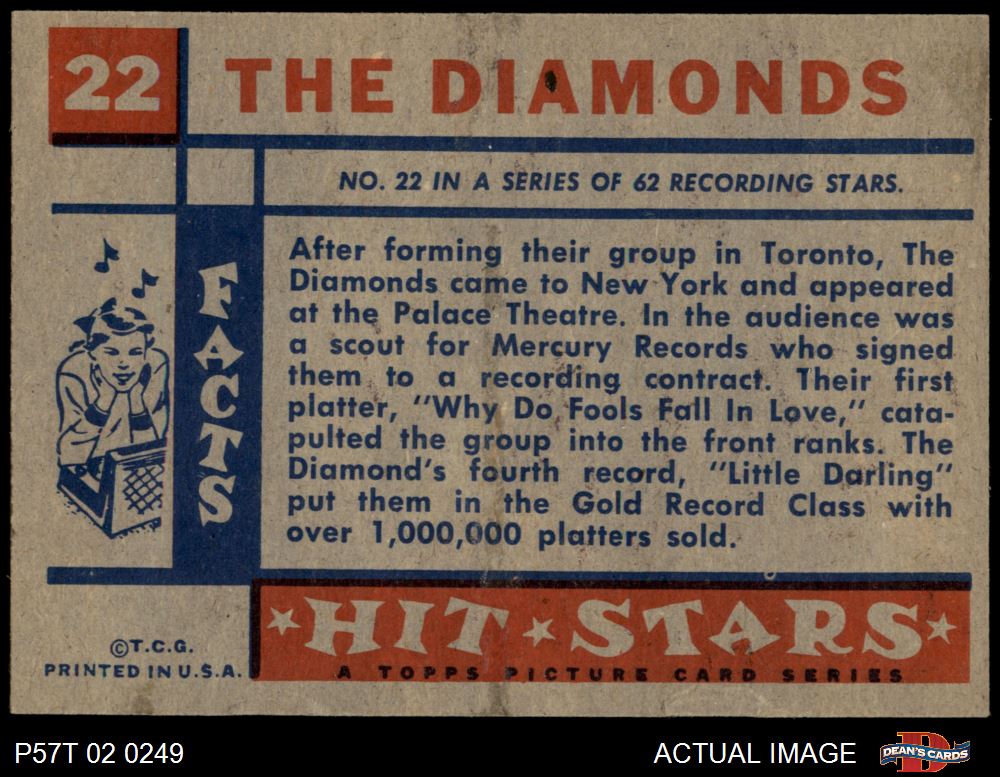 22
THE DIAMONDS
NO. 22 IN A SERIES OF 62 RECORDING STARS.
FACTS
After forming their group in Toronto, The
Diamonds came to New York and appeared
at the Palace Theatre. In the audience was
a scout for Mercury Records who signed
them to a recording contract. Their first
platter, "Why Do Fools Fall In Love," cata-
pulted the group into the front ranks. The
Diamond's fourth record, "Little Darling"
put them in the Gold Record Class with
over 1,000,000 platters sold.
©T.C.G.
PRINTED IN U.S.A.
HIT STARS
A TOPPS PICTURE CARD SERIES
P57T 02 0249
ACTUAL IMAGE
D
DEAN'S CARDS